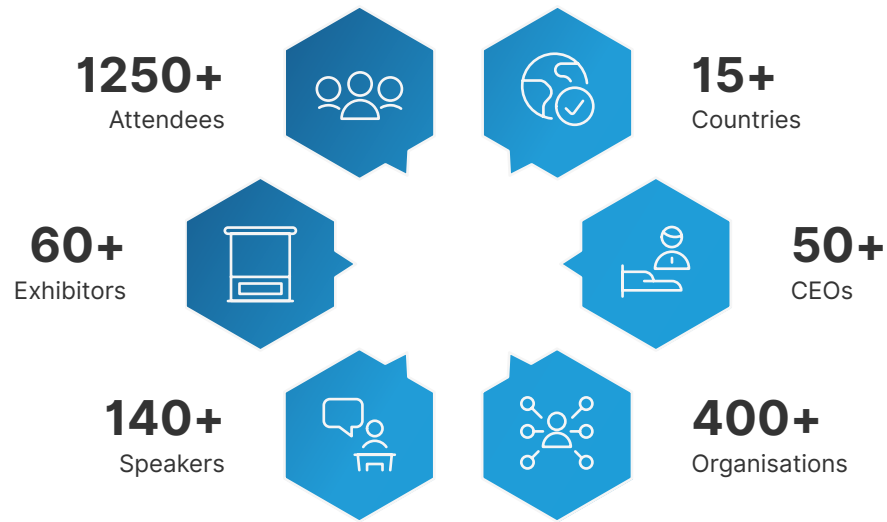 1250+
Attendees
15+
Countries
60+
Exhibitors
50+
CEOs
140+
Speakers
400+
Organisations